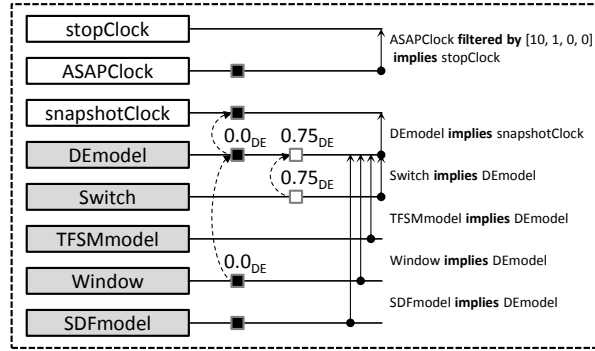 stopClock
ASAPClock filtered by [10, 1, 0, 0]
implies stopClock
ASAPClock
snapshotClock
DEmodel implies snapshotClock
0.0DE 0.75DE
DEmodel
Switch implies DEmodel
0.75DE
Switch
TFSMmodel implies DEmodel
TFSMmodel
Window implies DEmodel
0.0DE
Window
SDFmodel implies DEmodel
SDFmodel